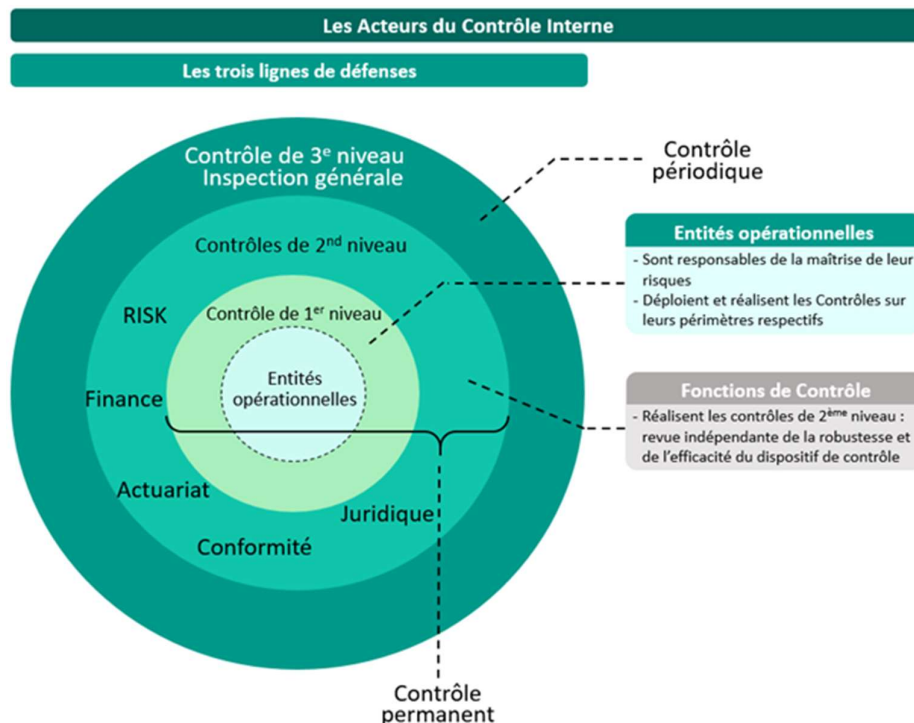 Les Acteurs du Contrôle Interne
Les trois lignes de défenses
Contrôle de 3e niveau
Inspection générale
Contrôle
périodique
Contrôles de 2nd niveau
RISK
Contrôle de 1er niveau
Entités
opérationnelles
Finance
Actuariat
Juridique
Conformité
Contrôle
permanent
Entités opérationnelles
- Sont responsables de la maîtrise de leur
risques
- Déploient et réalisent les Contrôles sur
leurs périmètres respectifs
Fonctions de Contrôle
- Réalisent les contrôles de 2ème niveau :
revue indépendante de la robustesse et
de l'efficacité du dispositif de contrôle